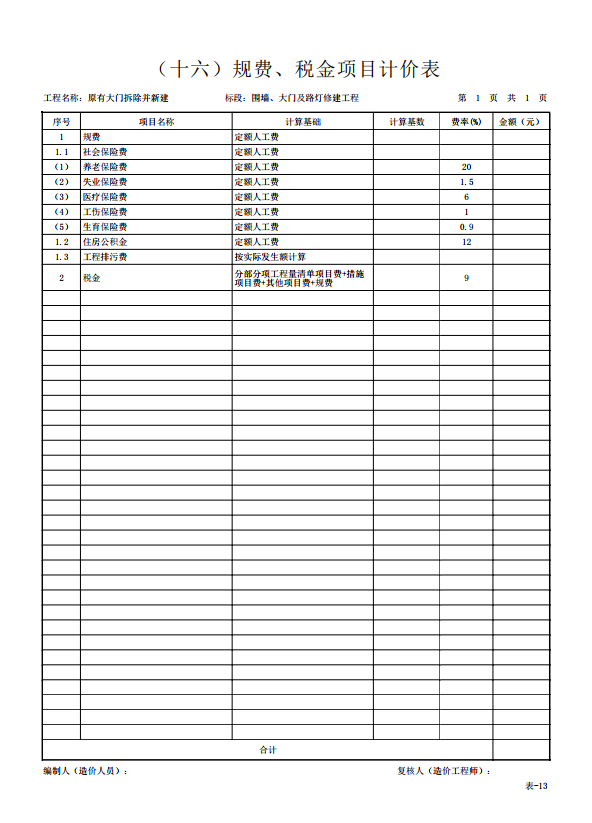 （十六）规费、税金项目计价表
工程名称：原有大门拆除并新建 标段：围墙、大门及路灯修建工程 第 1 页 共 1 页
序号 项目名称 计算基础 计算基数 费率(%) 金额（元）
1 规费 定额人工费
1.1 社会保险费 定额人工费
（1） 养老保险费 定额人工费 20
（2） 失业保险费 定额人工费 1.5
（3） 医疗保险费 定额人工费 6
（4） 工伤保险费 定额人工费 1
（5） 生育保险费 定额人工费 0.9
1.2 住房公积金 定额人工费 12
1.3 工程排污费 按实际发生额计算
2 税金 分部分项工程量清单项目费+措施 9
项目费+其他项目费+规费
合计
编制人（造价人员）： 复核人（造价工程师）：
表-13